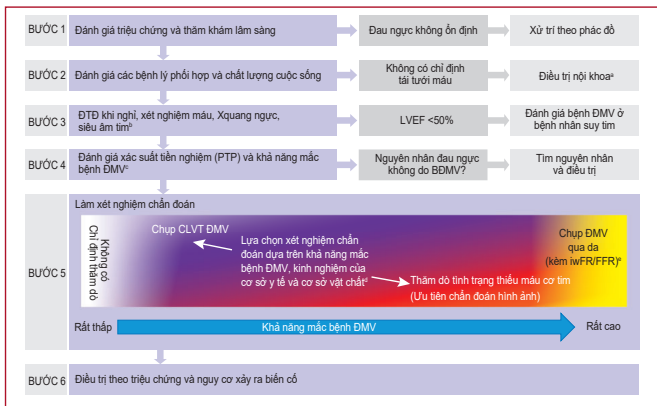 BƯỚC 1
Đánh giá triệu chứng và thăm khám lâm sàng
Đau ngực không ổn định
Xử trí theo phác đồ
BƯỚC 2
Đánh giá các bệnh lý phối hợp và chất lượng cuộc sống
Không có chỉ định
tái tưới máu
Điều trị nội khoaᵃ
BƯỚC 3
ĐTĐ khi nghỉ, xét nghiệm máu, Xquang ngực,
siêu âm timᵇ
LVEF <50%
Đánh giá bệnh ĐMV ở
bệnh nhân suy tim
BƯỚC 4
Đánh giá xác suất tiền nghiệm (PTP) và khả năng mắc
bệnh ĐMVᶜ
Nguyên nhân đau ngực
không do BĐMV?
Tìm nguyên nhân
và điều trị
BƯỚC 5
Làm xét nghiệm chẩn đoán
Không có
Chỉ định thăm dò
Chụp CLVT ĐMV
Lựa chọn xét nghiệm chẩn
đoán dựa trên khả năng mắc
bệnh ĐMV, kinh nghiệm của
cơ sở y tế và cơ sở vật chấtᵈ
Thăm dò tình trạng thiếu máu cơ tim
(Ưu tiên chẩn đoán hình ảnh)
Chụp ĐMV
qua da
(kèm iwFR/FFR)ᵉ
Rất thấp
Khả năng mắc bệnh ĐMV
Rất cao
BƯỚC 6
Điều trị theo triệu chứng và nguy cơ xảy ra biến cố